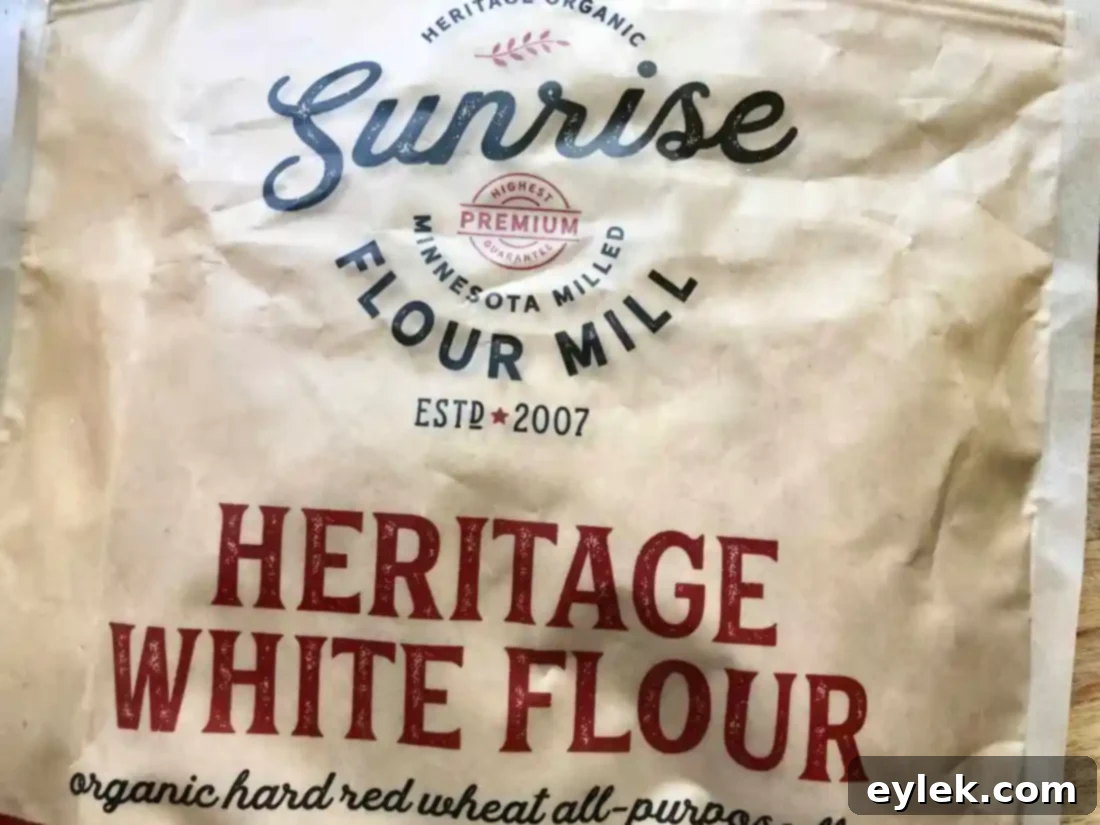 HERITAGE ORGANIC
Sunrise
HIGHEST
PREMIUM
GUARANTEE
MINNESOTA MILLED
FLOUR MILL
ESTD ★ 2007
HERITAGE
WHITE FLOUR
organic hard red wheat all-purpose
eylek.com